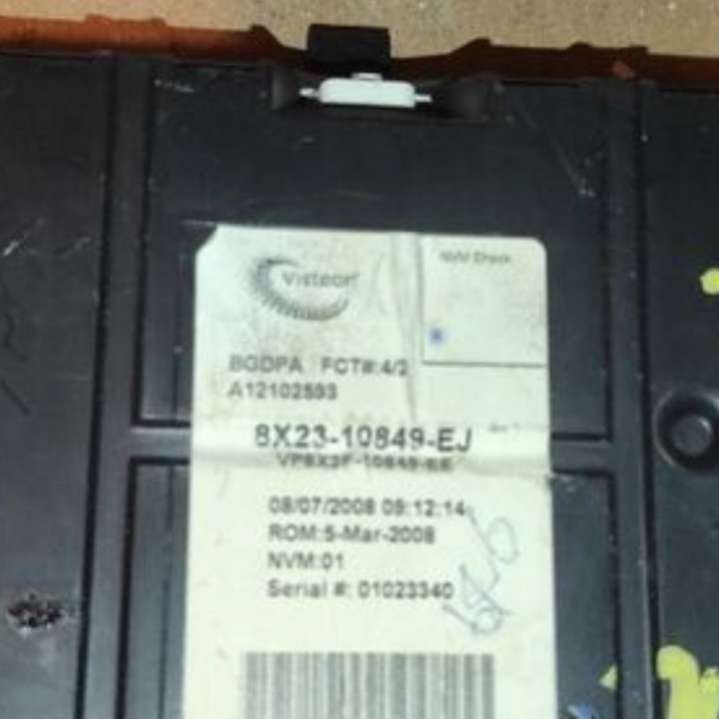 Visteon
NVM Check
BGDPA FCT#:4/2
A12102593
8X23-10849-EJ
08/07/2008 09:12:14
ROM:5-Mar-2008
NVM:01
Serial #: 01023340